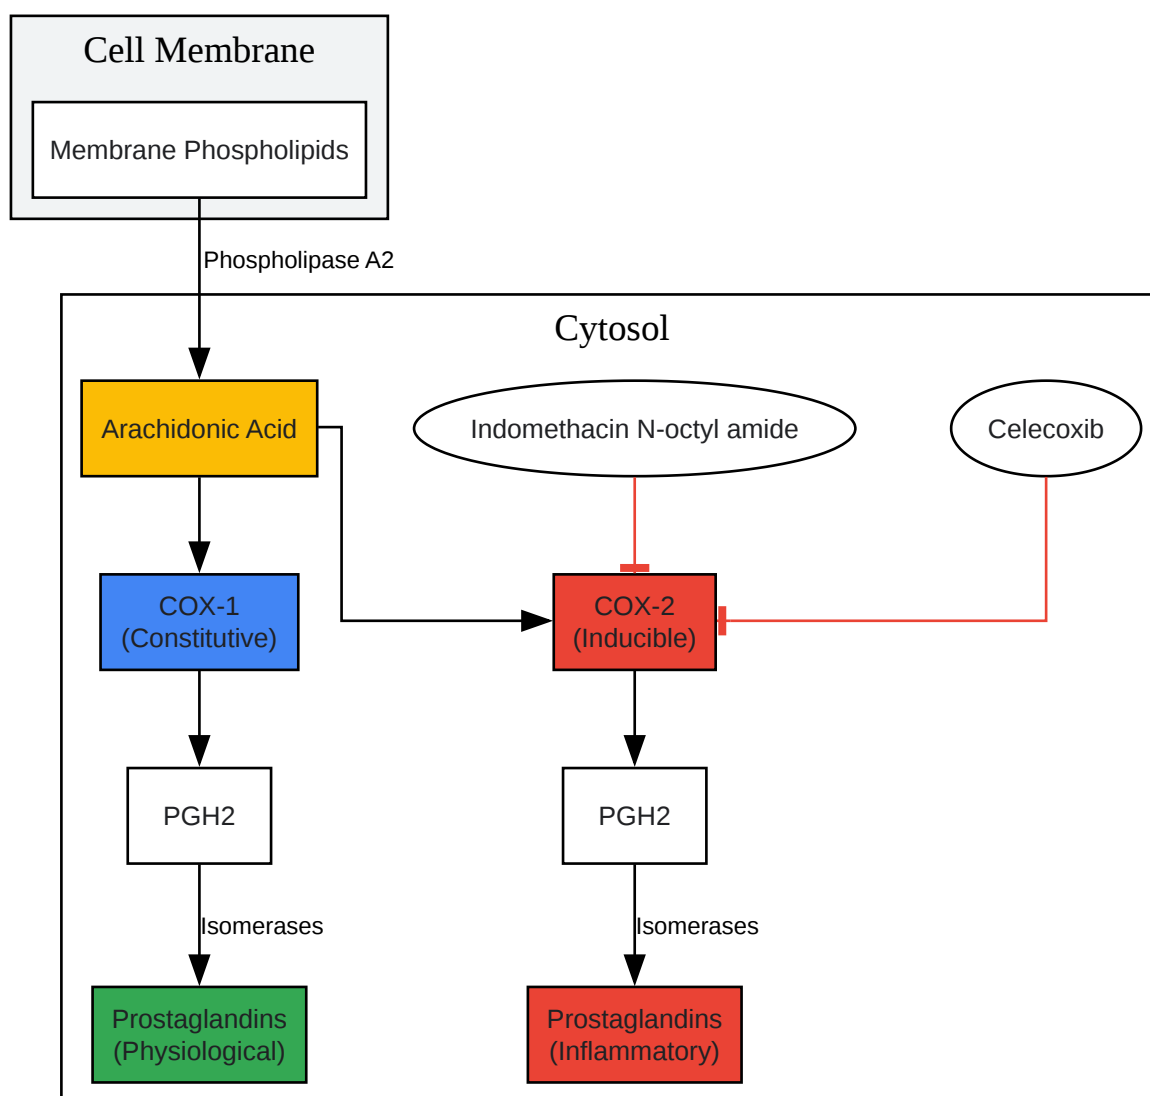 Cell Membrane
Membrane Phospholipids
Phospholipase A2
Cytosol
Arachidonic Acid
Indomethacin N-octyl amide
Celecoxib
COX-1
(Constitutive)
COX-2
(Inducible)
PGH2
PGH2
Isomerases
Isomerases
Prostaglandins
(Physiological)
Prostaglandins
(Inflammatory)